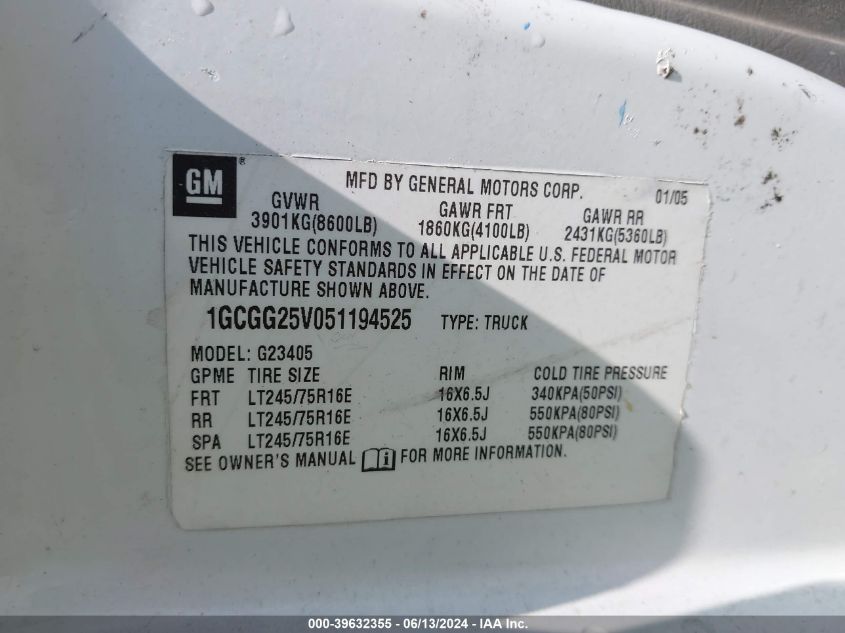 GM ®
MFD BY GENERAL MOTORS CORP. 01/05
GVWR GAWR FRT GAWR RR
3901KG(8600LB) 1860KG(4100LB) 2431KG(5360LB)
THIS VEHICLE CONFORMS TO ALL APPLICABLE U.S. FEDERAL MOTOR
VEHICLE SAFETY STANDARDS IN EFFECT ON THE DATE OF
MANUFACTURE SHOWN ABOVE.
1GCGG25V051194525 TYPE: TRUCK
MODEL: G23405
GPME TIRE SIZE RIM COLD TIRE PRESSURE
FRT LT245/75R16E 16X6.5J 340KPA(50PSI)
RR LT245/75R16E 16X6.5J 550KPA(80PSI)
SPA LT245/75R16E 16X6.5J 550KPA(80PSI)
SEE OWNER'S MANUAL FOR MORE INFORMATION.
000-39632355 - 06/13/2024 - 512 - IAA INC.